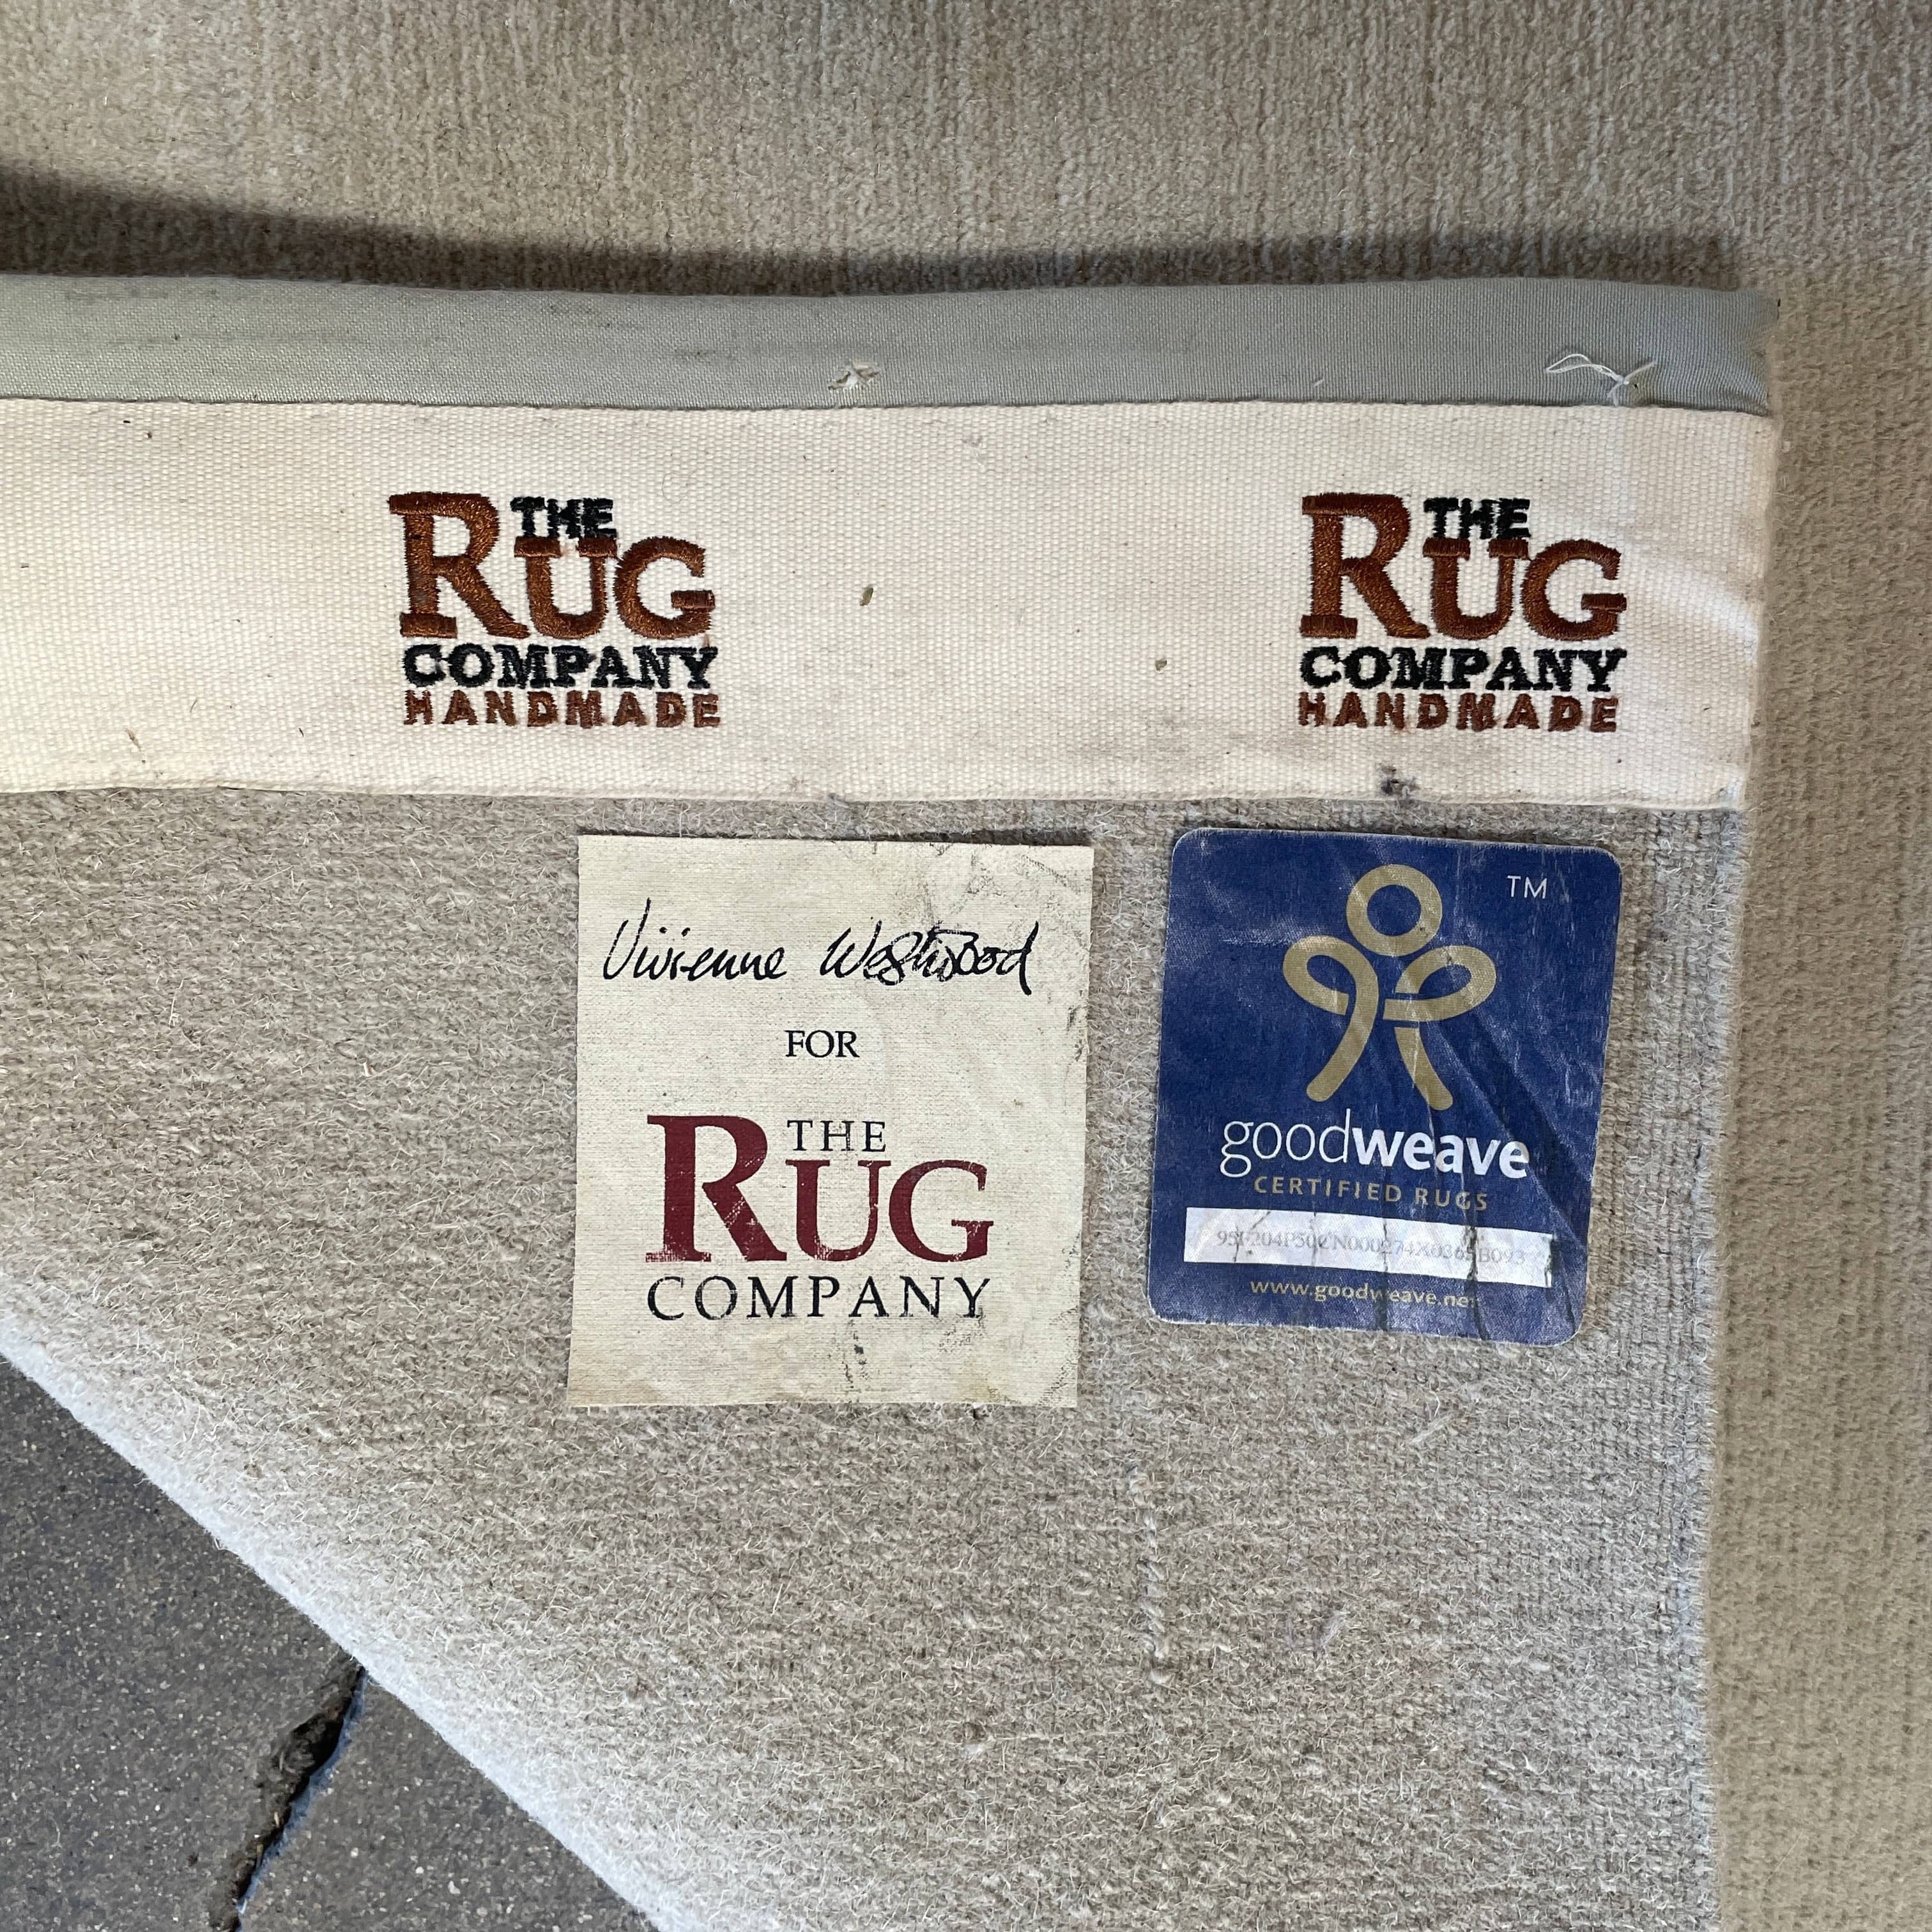 THE
RUG
COMPANY
HANDMADE
THE
RUG
COMPANY
HANDMADE
Vivienne Westwood
FOR
THE
RUG
COMPANY
TM
goodweave
CERTIFIED RUGS
www.goodweave.net